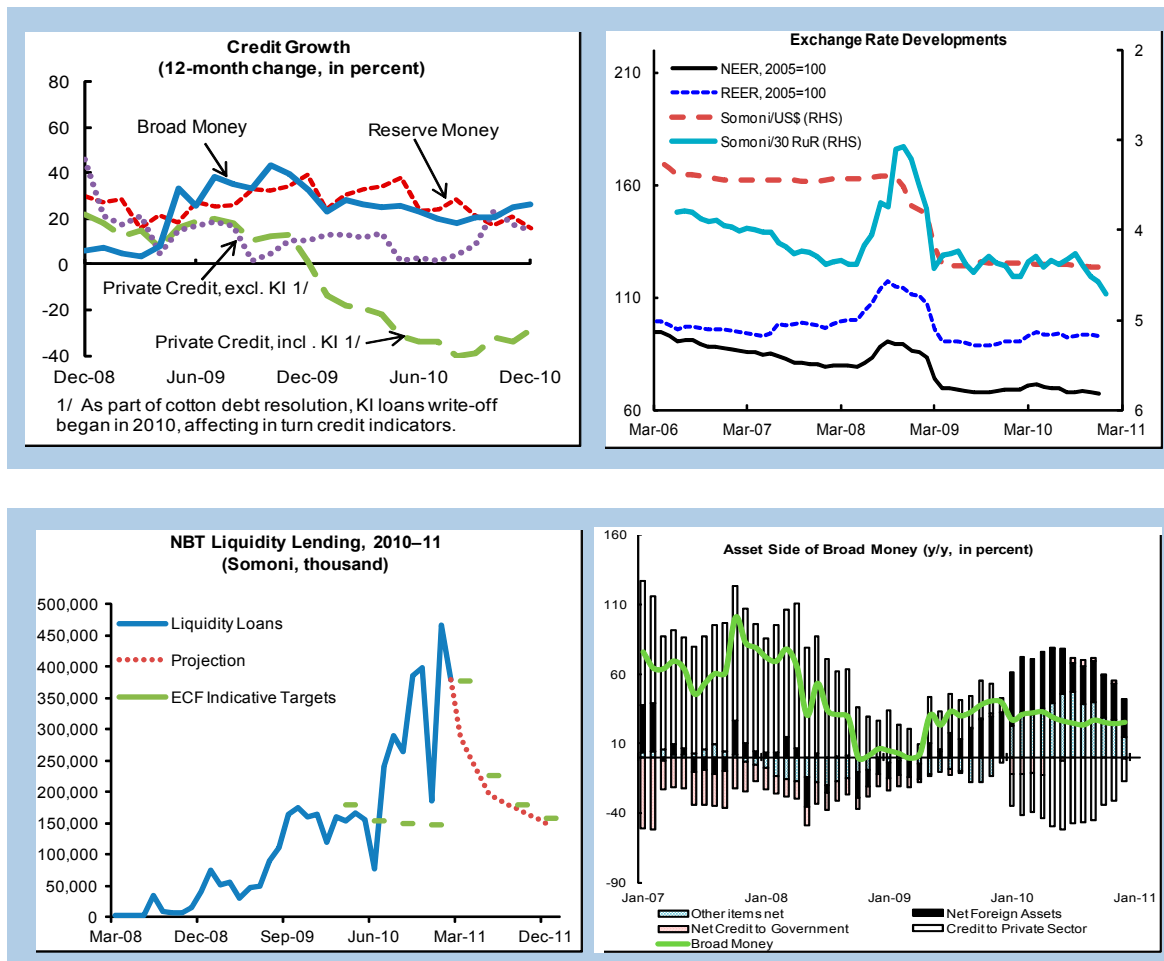 Credit Growth
(12-month change, in percent)
80
60
40
20
0
-20
-40
Broad Money
Reserve Money
Private Credit, excl. KI 1/
Private Credit, incl . KI 1/
Dec-08 Jun-09 Dec-09 Jun-10 Dec-10
1/ As part of cotton debt resolution, KI loans write-off
began in 2010, affecting in turn credit indicators.
Exchange Rate Developments
210
160
110
60
2
3
4
5
6
NEER, 2005=100
REER, 2005=100
Somoni/US$ (RHS)
Somoni/30 RuR (RHS)
Mar-06 Mar-07 Mar-08 Mar-09 Mar-10 Mar-11
NBT Liquidity Lending, 2010–11
(Somoni, thousand)
500,000
450,000
400,000
350,000
300,000
250,000
200,000
150,000
100,000
50,000
0
Liquidity Loans
Projection
ECF Indicative Targets
Mar-08 Dec-08 Sep-09 Jun-10 Mar-11 Dec-11
Asset Side of Broad Money (y/y, in percent)
160
110
60
10
-40
-90
Jan-07 Jan-08 Jan-09 Jan-10 Jan-11
Other items net Net Foreign Assets
Net Credit to Government Credit to Private Sector
Broad Money